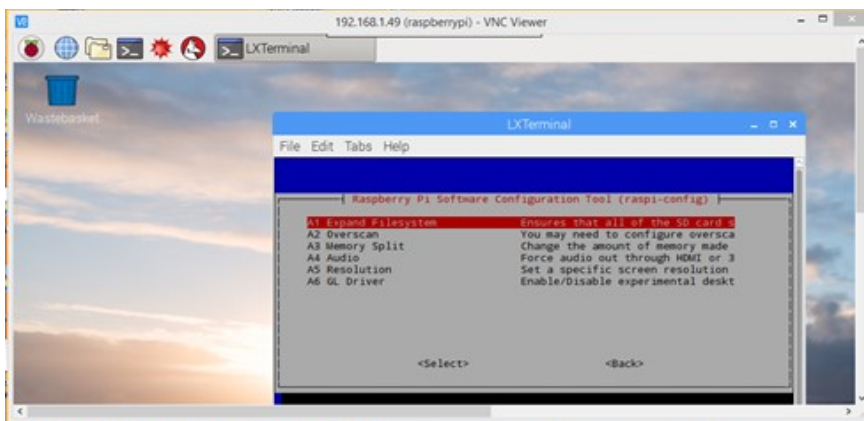 192.168.1.49 (raspberrypi) - VNC Viewer
LXTerminal
Wastebasket
LXTerminal
File Edit Tabs Help
Raspberry Pi Software Configuration Tool (raspi-config)
A1 Expand Filesystem Ensures that all of the SD card s
A2 Overscan You may need to configure oversca
A3 Memory Split Change the amount of memory made
A4 Audio Force audio out through HDMI or 3
A5 Resolution Set a specific screen resolution
A6 GL Driver Enable/Disable experimental deskt
<Select> <Back>